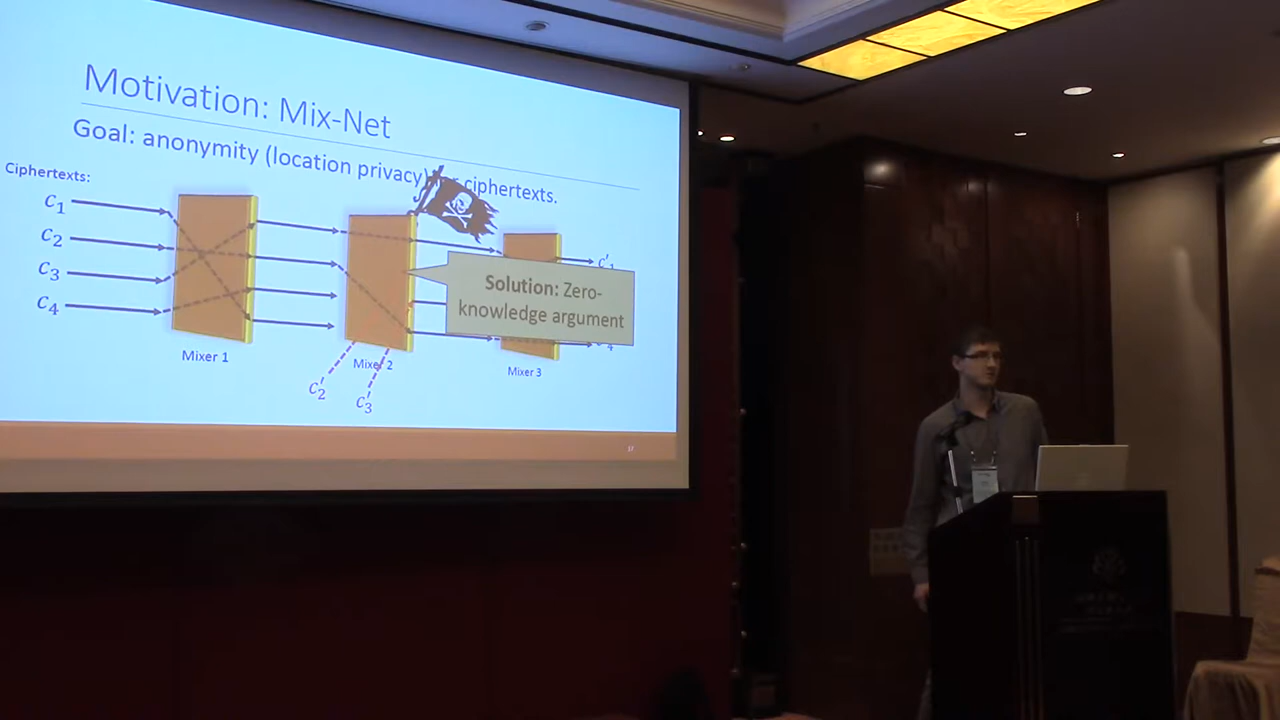 Motivation: Mix-Net
Goal: anonymity (location privacy) ciphertexts.
Ciphertexts:
c₁
c₂
c₃
c₄
Solution: Zero-
knowledge argument
Mixer 1
Mixer 2
Mixer 3
c′₂
c′₃
c′₁